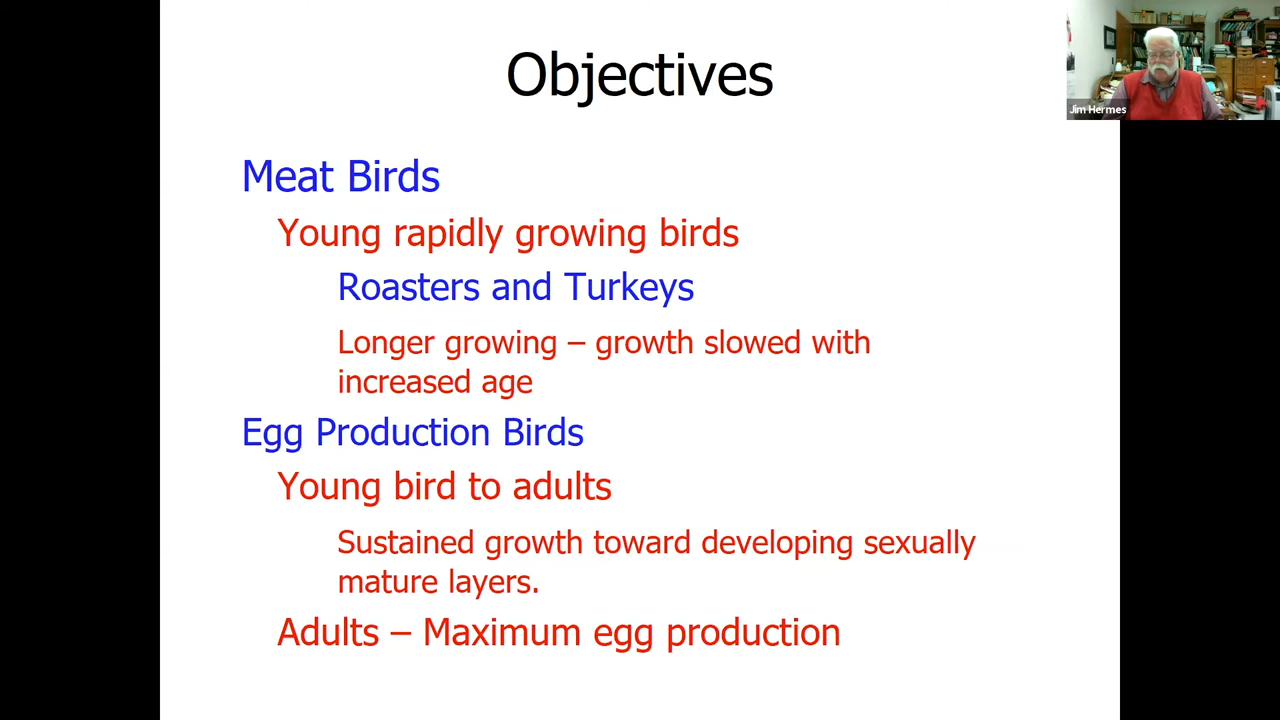 Objectives
Jim Hermes
Meat Birds
Young rapidly growing birds
Roasters and Turkeys
Longer growing – growth slowed with
increased age
Egg Production Birds
Young bird to adults
Sustained growth toward developing sexually
mature layers.
Adults – Maximum egg production